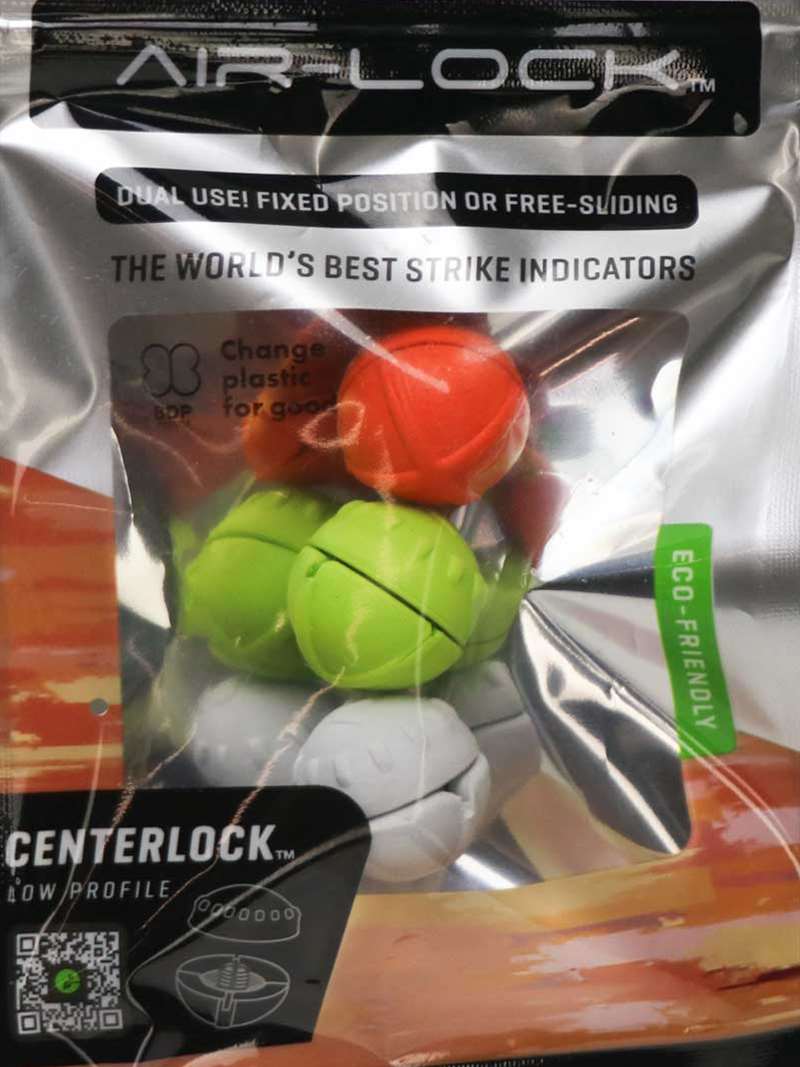 AIR-LOCK™
DUAL USE! FIXED POSITION OR FREE-SLIDING
THE WORLD'S BEST STRIKE INDICATORS
Change
plastic
for good
BDP
ECO-FRIENDLY
CENTERLOCK™
LOW PROFILE